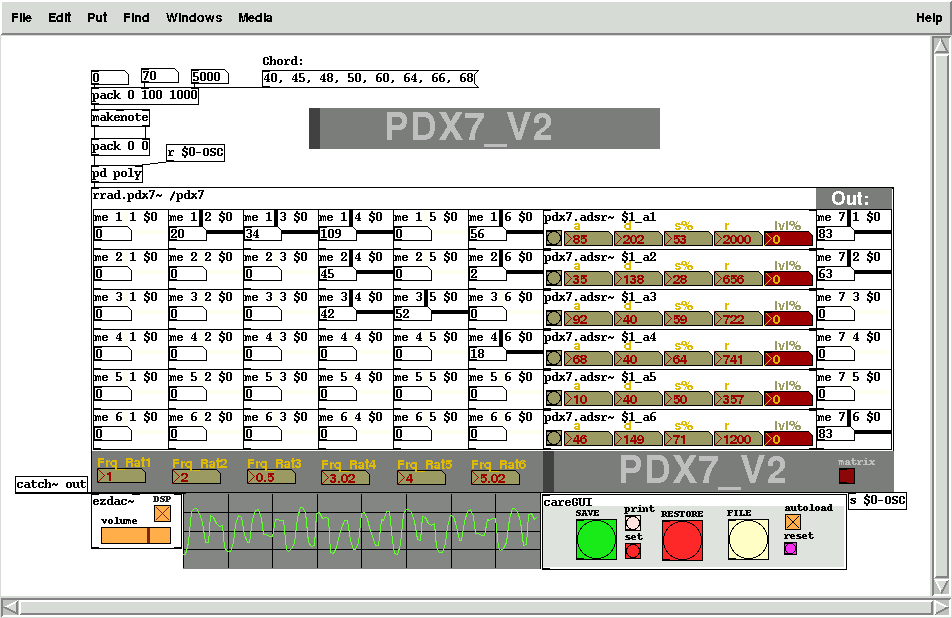 File Edit Put Find Windows Media Help
Chord:
0 70 5000 40, 45, 48, 50, 60, 64, 66, 68
pack 0 100 1000
makenote
PDX7_V2
pack 0 0
r $0-OSC
pd poly
rrad.pdx7~ /pdx7 Out:
me 1 1 $0 me 1 2 $0 me 1 3 $0 me 1 4 $0 me 1 5 $0 me 1 6 $0 pdx7.adsr~ $1_a1 me 7 1 $0
a d s% r lvl%
0 20 34 109 0 56 85 202 53 2000 0 83
me 2 1 $0 me 2 2 $0 me 2 3 $0 me 2 4 $0 me 2 5 $0 me 2 6 $0 pdx7.adsr~ $1_a2 me 7 2 $0
a d s% r lvl%
0 0 0 45 0 2 35 138 28 656 0 63
me 3 1 $0 me 3 2 $0 me 3 3 $0 me 3 4 $0 me 3 5 $0 me 3 6 $0 pdx7.adsr~ $1_a3 me 7 3 $0
a d s% r lvl%
0 0 0 42 52 0 92 40 59 722 0 0
me 4 1 $0 me 4 2 $0 me 4 3 $0 me 4 4 $0 me 4 5 $0 me 4 6 $0 pdx7.adsr~ $1_a4 me 7 4 $0
a d s% r lvl%
0 0 0 0 0 18 68 40 64 741 0 0
me 5 1 $0 me 5 2 $0 me 5 3 $0 me 5 4 $0 me 5 5 $0 me 5 6 $0 pdx7.adsr~ $1_a5 me 7 5 $0
a d s% r lvl%
0 0 0 0 0 0 10 40 50 357 0 0
me 6 1 $0 me 6 2 $0 me 6 3 $0 me 6 4 $0 me 6 5 $0 me 6 6 $0 pdx7.adsr~ $1_a6 me 7 6 $0
a d s% r lvl%
0 0 0 0 0 0 46 149 71 1200 0 83
Frq_Rat1 Frq_Rat2 Frq_Rat3 Frq_Rat4 Frq_Rat5 Frq_Rat6 PDX7_V2 matrix
1 2 0.5 3.02 4 5.02
catch~ out
ezdac~ DSP careGUI s $0-OSC
SAVE print RESTORE FILE autoload
volume
set reset